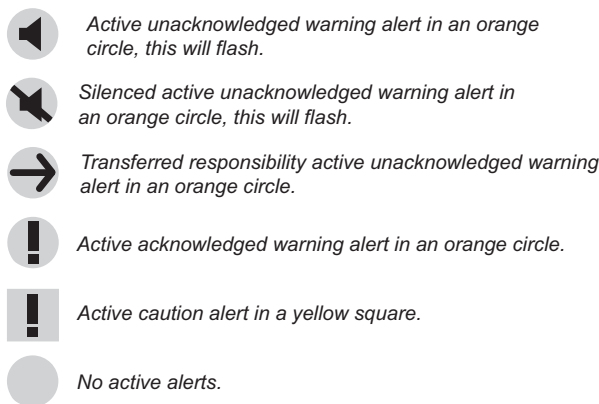 Active unacknowledged warning alert in an orange
circle, this will flash.
Silenced active unacknowledged warning alert in
an orange circle, this will flash.
Transferred responsibility active unacknowledged warning
alert in an orange circle.
Active acknowledged warning alert in an orange circle.
Active caution alert in a yellow square.
No active alerts.